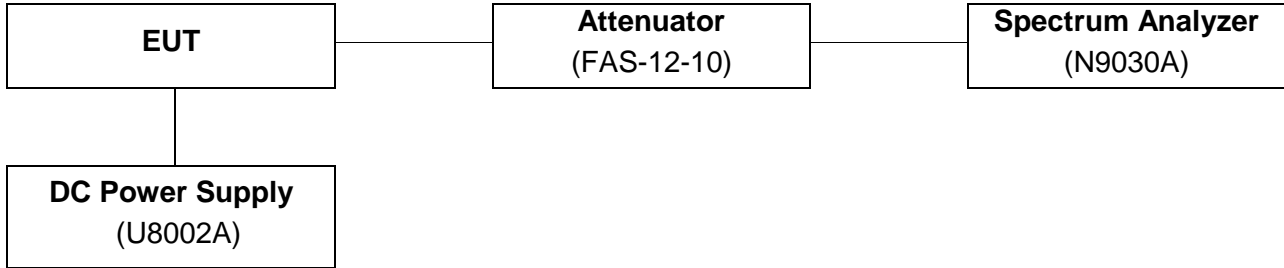 EUT
Attenuator
(FAS-12-10)
Spectrum Analyzer
(N9030A)
DC Power Supply
(U8002A)